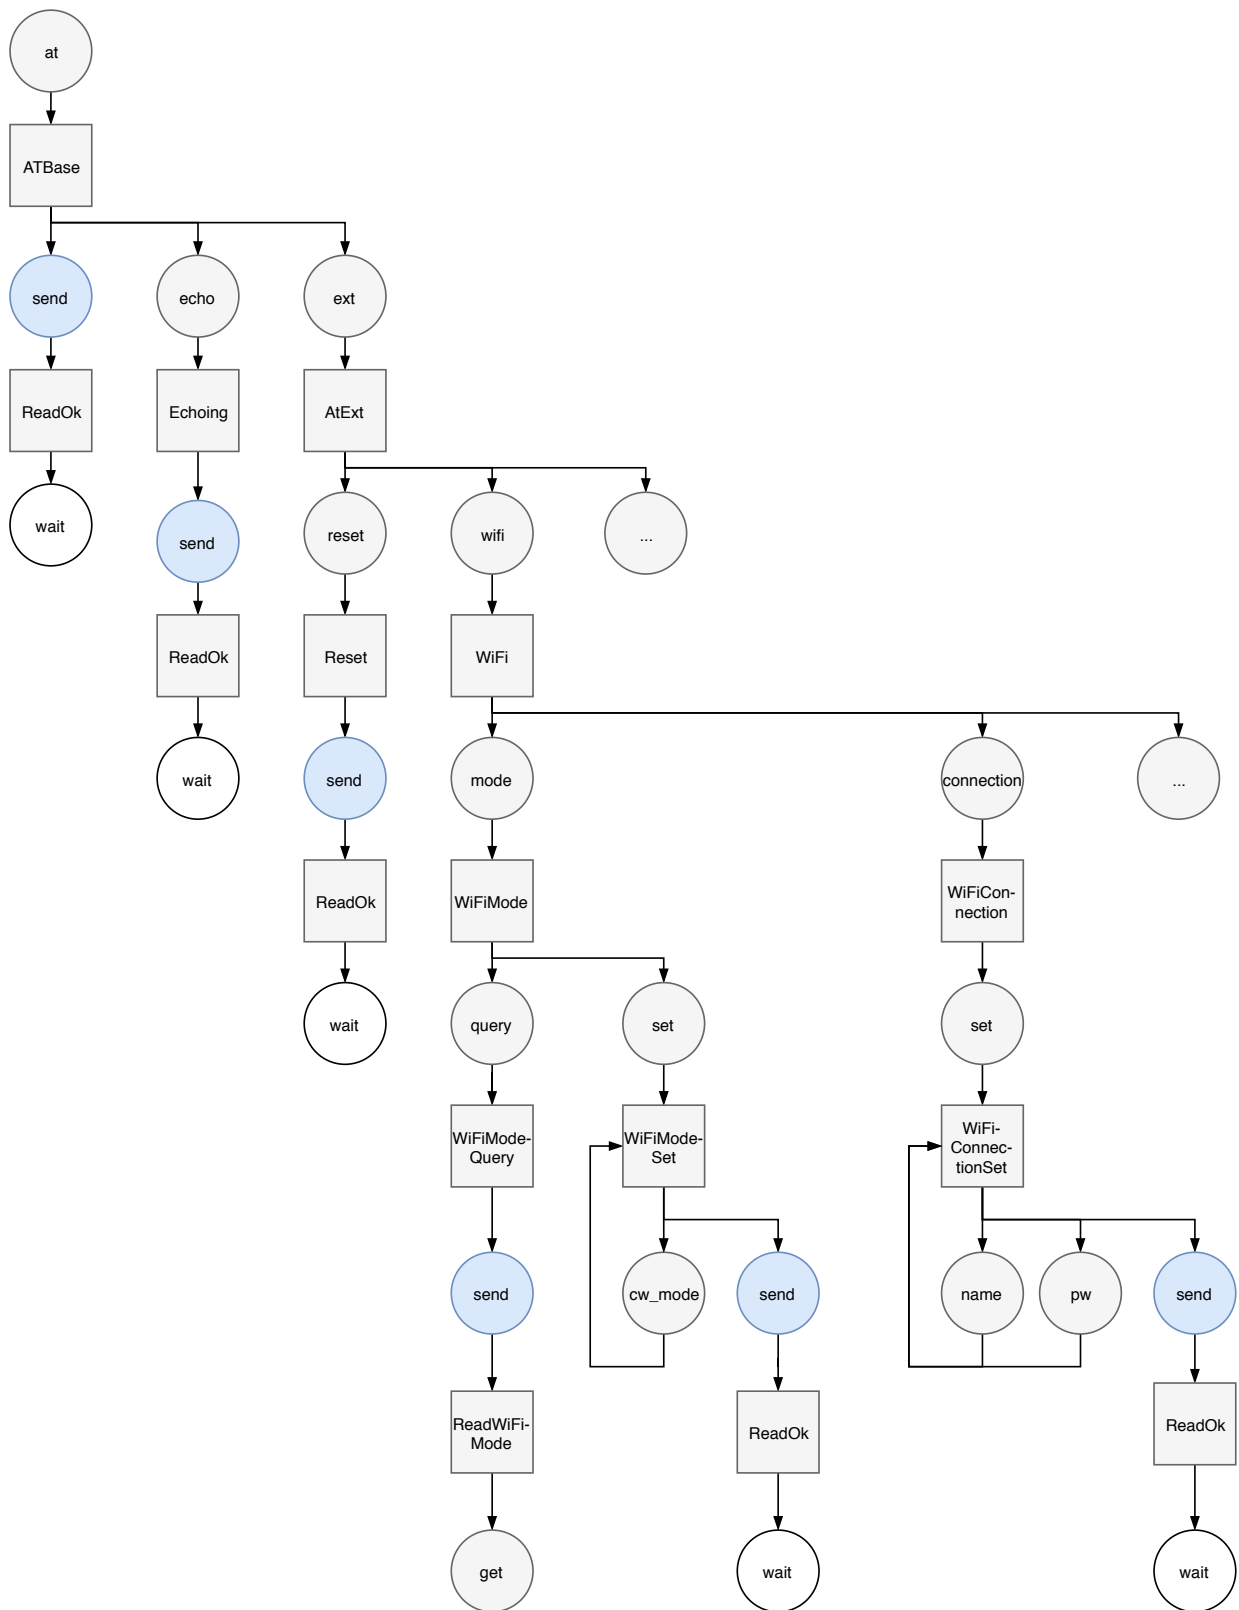 at
ATBase
send
echo
ext
ReadOk
Echoing
AtExt
wait
send
reset
wifi
...
ReadOk
Reset
WiFi
wait
send
mode
connection
...
ReadOk
WiFiMode
WiFiCon-
nection
wait
query
set
set
WiFiMode-
Query
WiFiMode-
Set
WiFi-
Connec-
tionSet
send
cw_mode
send
name
pw
send
ReadWiFi-
Mode
ReadOk
ReadOk
get
wait
wait